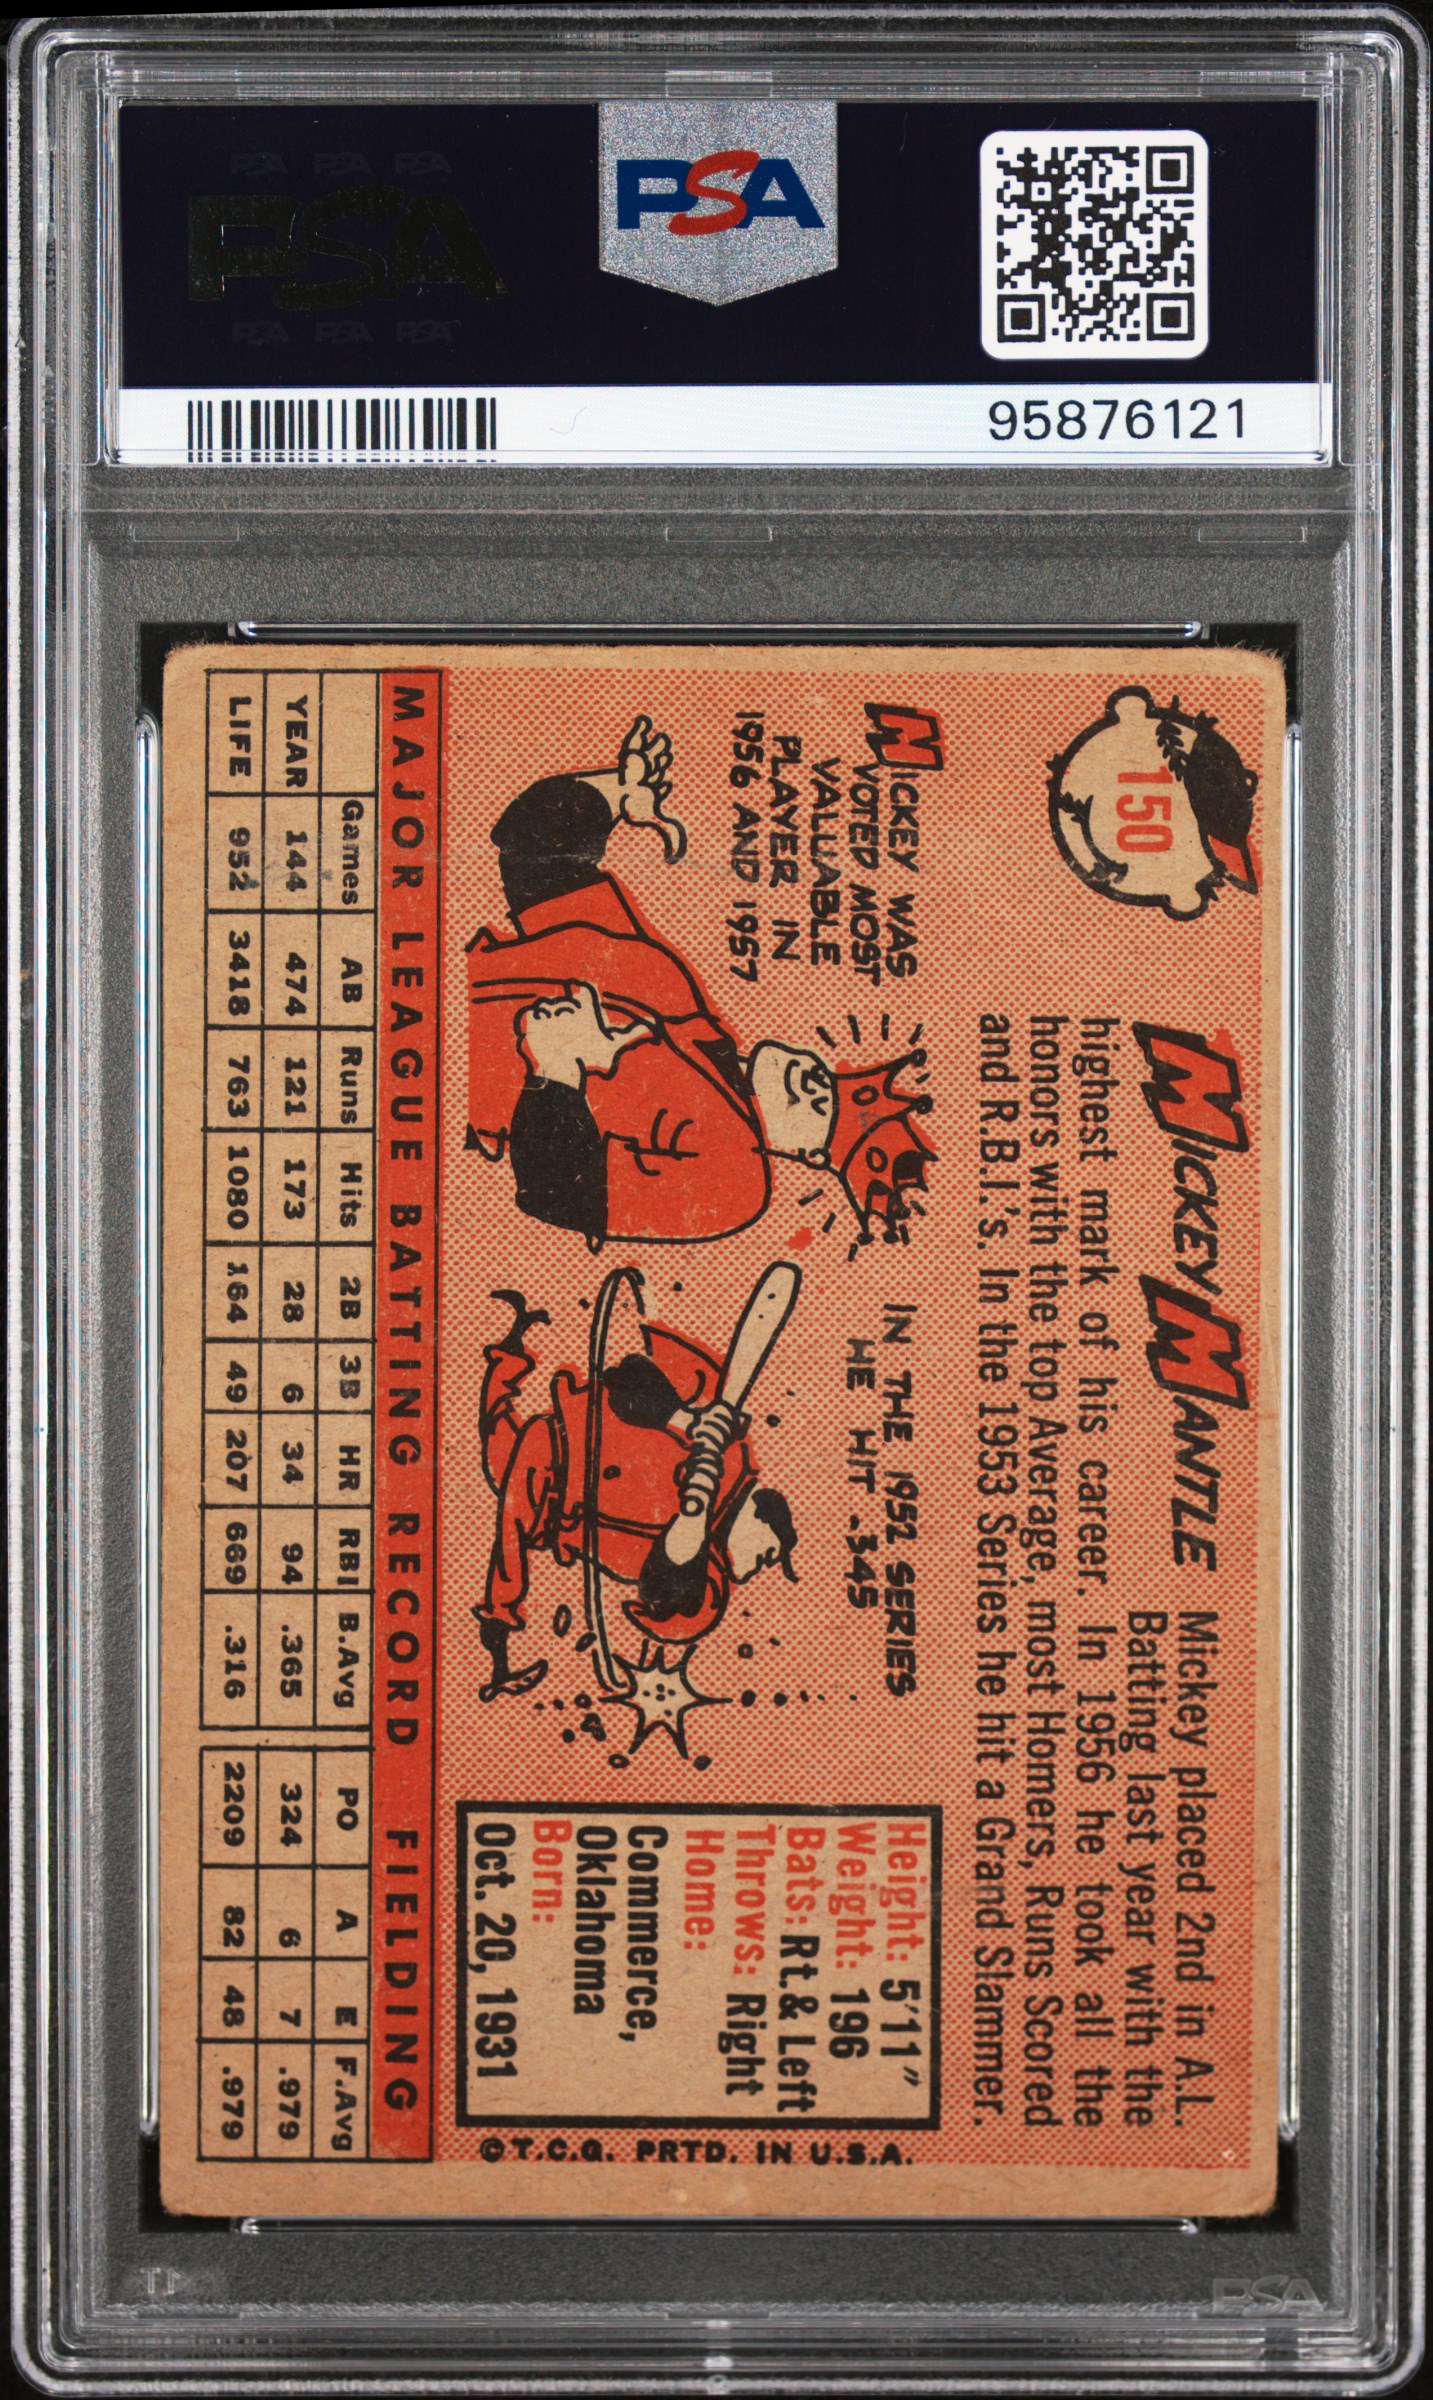 PSA PSA PSA
PSA
PSA PSA PSA
PSA
95876121
150
MICKEY MANTLE
Mickey placed 2nd in A.L.
Batting last year with the
highest mark of his career. In 1956 he took all the
honors with the top Average, most Homers, Runs Scored
and R.B.I.'s. In the 1953 Series he hit a Grand Slammer.
MICKEY WAS
VOTED MOST
VALUABLE
PLAYER IN
1956 AND 1957
IN THE 1952 SERIES
HE HIT .345
Height: 5'11"
Weight: 196
Bats: Rt. & Left
Throws: Right
Home:
Commerce,
Oklahoma
Born:
Oct. 20, 1931
© T.C.G. PRTD. IN U.S.A.
MAJOR LEAGUE BATTING RECORD FIELDING
Games AB Runs Hits 2B 3B HR RBI B.Avg PO A E F.Avg
YEAR 144 474 121 173 28 6 34 94 .365 324 6 7 .979
LIFE 952 3418 763 1080 164 49 207 669 .316 2209 82 48 .979
PSA